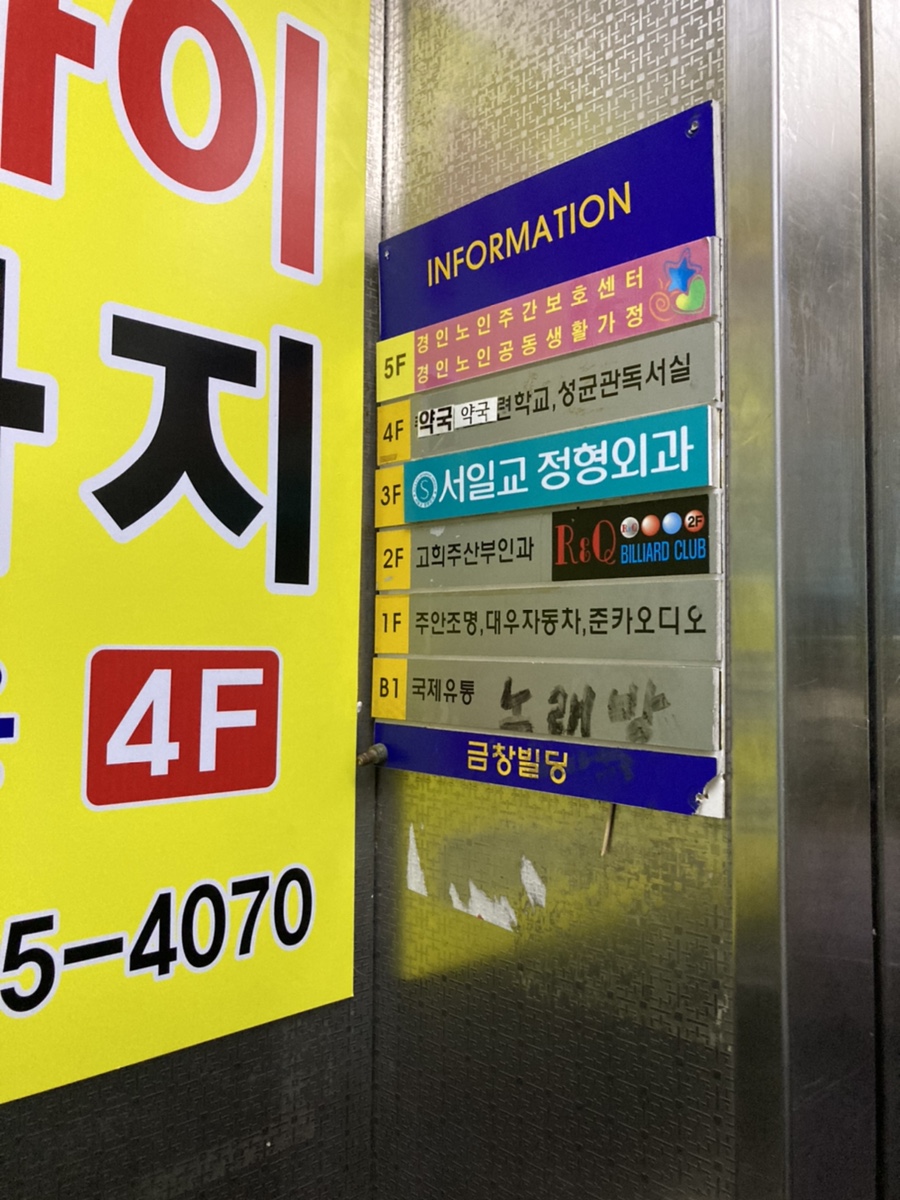 이
지
4F
5-4070
INFORMATION
5F
경인노인주간보호센터
경인노인공동생활가정
4F
약국 약국 련학교,성균관독서실
3F
서일교 정형외과
2F
고희주산부인과
R&Q
R&Q
2F
BILLIARD CLUB
1F
주안조명,대우자동차,준카오디오
B1
국제유통
노래방
금창빌딩